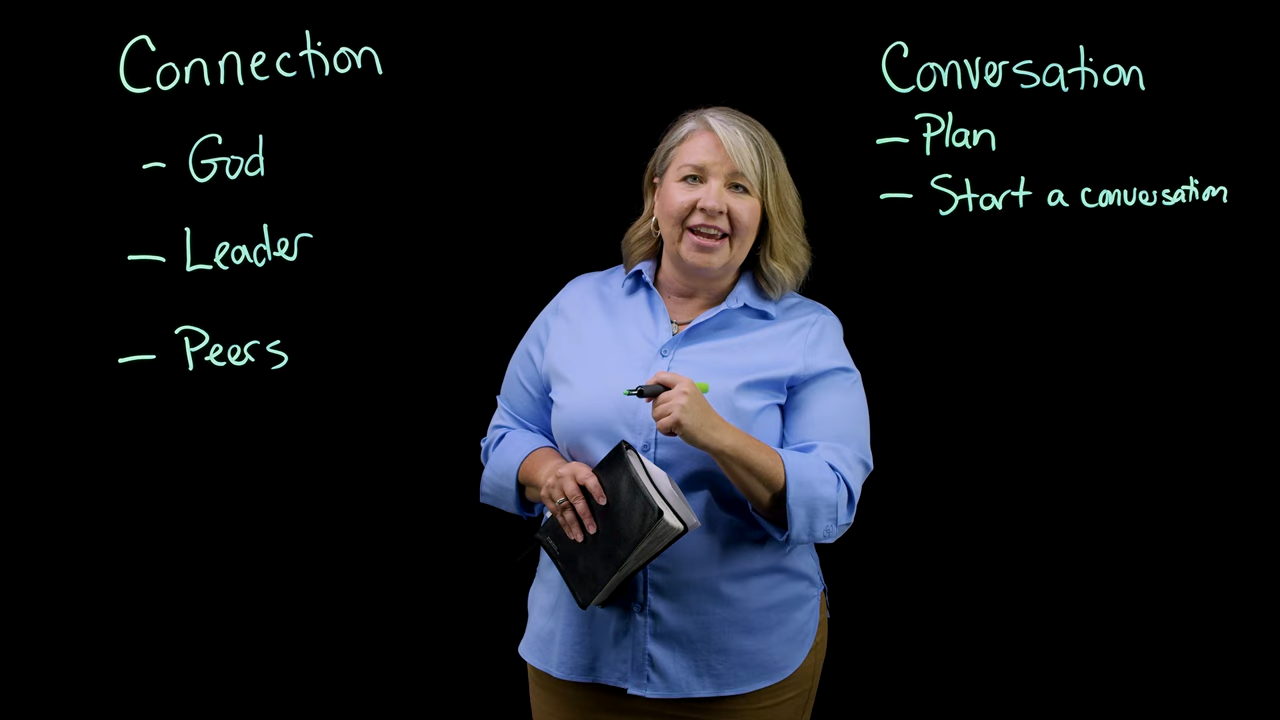 Connection
- God
- Leader
- Peers
Conversation
- Plan
- Start a conversation